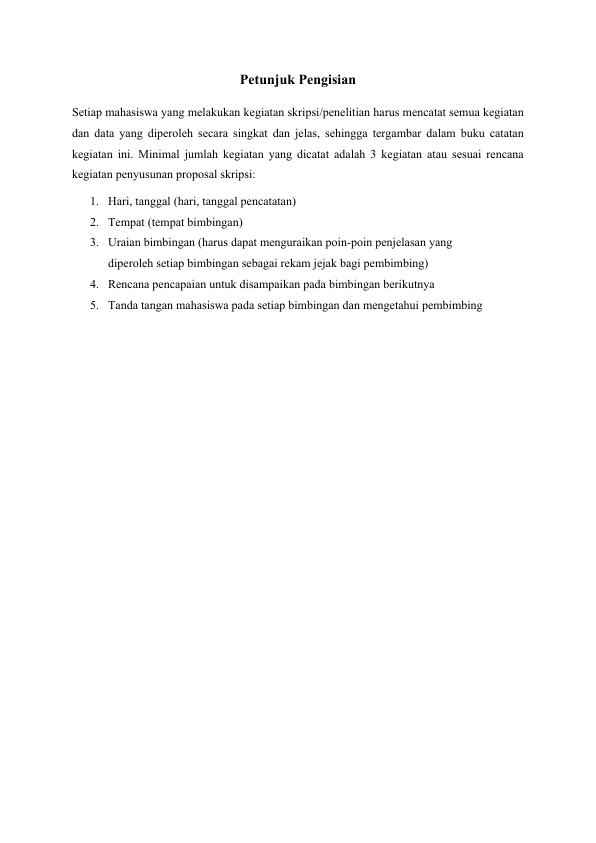 Petunjuk Pengisian
Setiap mahasiswa yang melakukan kegiatan skripsi/penelitian harus mencatat semua kegiatan
dan data yang diperoleh secara singkat dan jelas, sehingga tergambar dalam buku catatan
kegiatan ini. Minimal jumlah kegiatan yang dicatat adalah 3 kegiatan atau sesuai rencana
kegiatan penyusunan proposal skripsi:
1. Hari, tanggal (hari, tanggal pencatatan)
2. Tempat (tempat bimbingan)
3. Uraian bimbingan (harus dapat menguraikan poin-poin penjelasan yang
diperoleh setiap bimbingan sebagai rekam jejak bagi pembimbing)
4. Rencana pencapaian untuk disampaikan pada bimbingan berikutnya
5. Tanda tangan mahasiswa pada setiap bimbingan dan mengetahui pembimbing